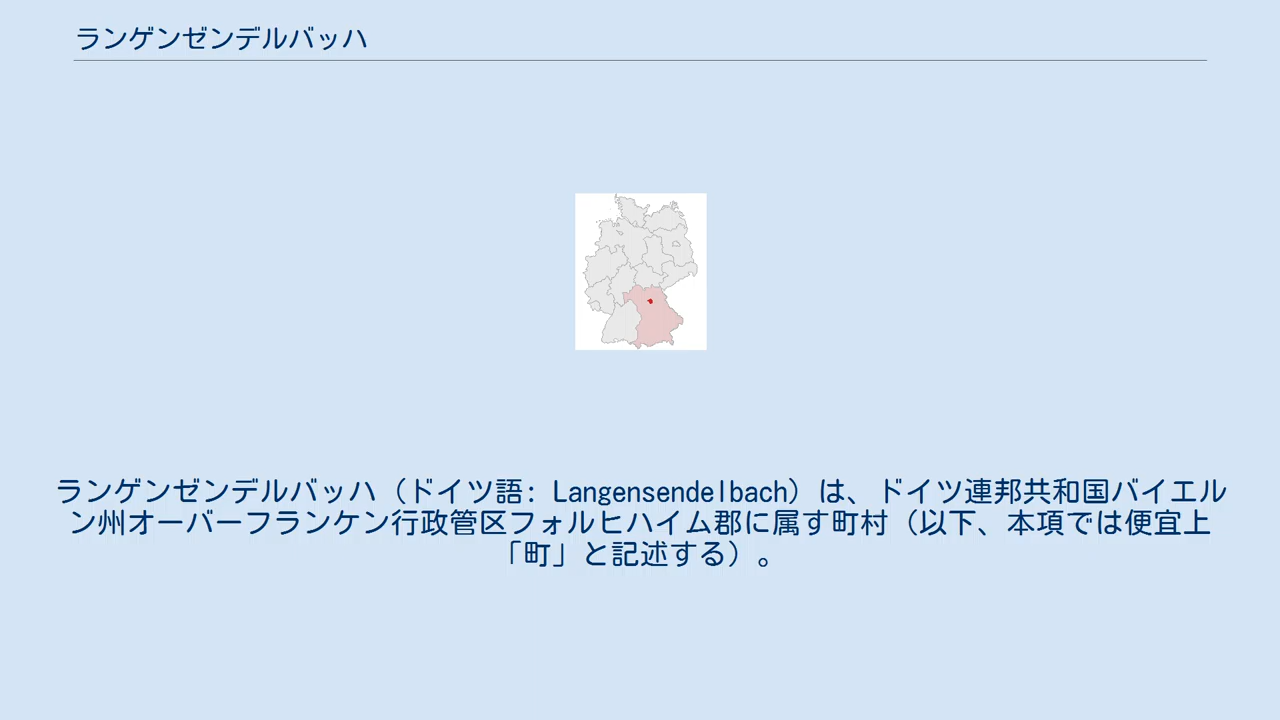 ランゲンゼンデルバッハ
ランゲンゼンデルバッハ（ドイツ語: Langensendelbach）は、ドイツ連邦共和国バイエル
ン州オーバーフランケン行政管区フォルヒハイム郡に属す町村（以下、本項では便宜上
「町」と記述する）。